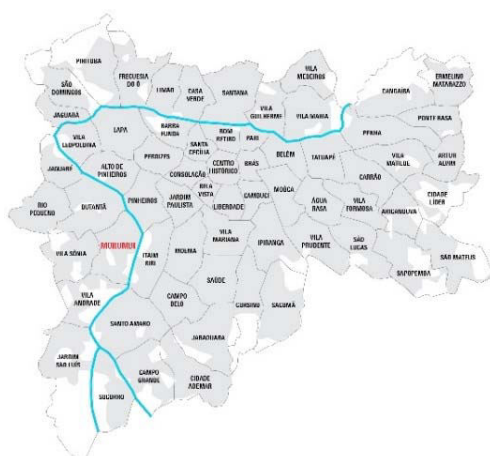 PIRITUBA
FREGUESIA
DO Ó
LIMÃO
CASA
VERDE
SANTANA
VILA
MEDEIROS
SÃO
DOMINGOS
CANGAÍBA
ERMELINO
MATARAZZO
VILA
GUILHERME
VILA MARIA
JAGUARA
LAPA
BARRA
FUNDA
BOM
RETIRO
PARI
PENHA
PONTE RASA
VILA
LEOPOLDINA
SANTA
CECÍLIA
PERDIZES
CENTRO
HISTÓRICO
BRÁS
BELÉM
TATUAPÉ
VILA
MATILDE
ARTUR
ALVIM
JAGUARÉ
ALTO DE
PINHEIROS
CONSOLAÇÃO
BELA
VISTA
CARRÃO
RIO
PEQUENO
BUTANTÃ
PINHEIROS
JARDIM
PAULISTA
LIBERDADE
CAMBUCI
MOÓCA
ÁGUA
RASA
VILA
FORMOSA
ARICANDUVA
CIDADE
LÍDER
MORUMBI
VILA SÔNIA
ITAIM
BIBI
MOEMA
VILA
MARIANA
IPIRANGA
VILA
PRUDENTE
SÃO
LUCAS
SAPOPEMBA
SÃO MATEUS
VILA
ANDRADE
SAÚDE
CAMPO
BELO
CURSINO
SACOMÃ
SANTO AMARO
JABAQUARA
JARDIM
SÃO LUÍS
CAMPO
GRANDE
CIDADE
ADEMAR
SOCORRO